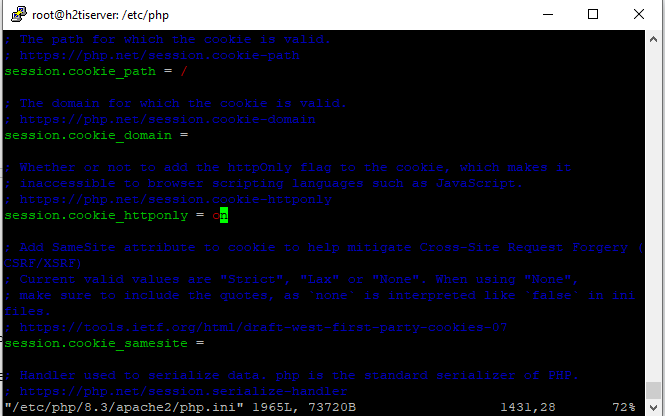 root@h2tiserver: /etc/php
; The path for which the cookie is valid.
; https://php.net/session.cookie-path
session.cookie_path = /
; The domain for which the cookie is valid.
; https://php.net/session.cookie-domain
session.cookie_domain =
; Whether or not to add the httpOnly flag to the cookie, which makes it
; inaccessible to browser scripting languages such as JavaScript.
; https://php.net/session.cookie-httponly
session.cookie_httponly = on
; Add SameSite attribute to cookie to help mitigate Cross-Site Request Forgery (
CSRF/XSRF)
; Current valid values are "Strict", "Lax" or "None". When using "None",
; make sure to include the quotes, as `none` is interpreted like `false` in ini
files.
; https://tools.ietf.org/html/draft-west-first-party-cookies-07
session.cookie_samesite =
; Handler used to serialize data. php is the standard serializer of PHP.
; https://php.net/session.serialize-handler
"/etc/php/8.3/apache2/php.ini" 1965L, 73720B 1431,28 72%